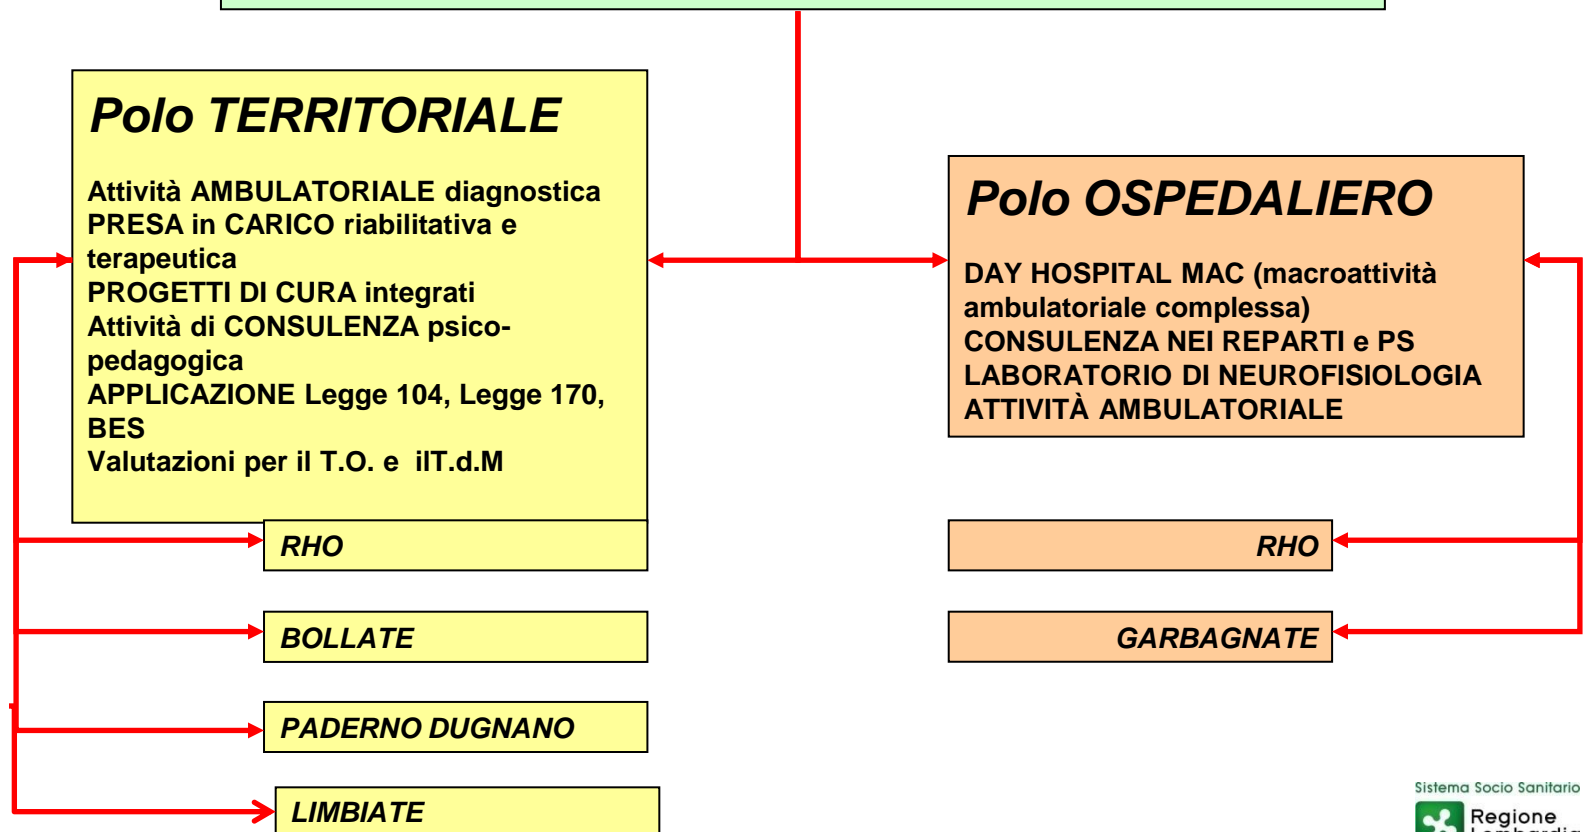 Polo TERRITORIALE
Attività AMBULATORIALE diagnostica
PRESA in CARICO riabilitativa e
terapeutica
PROGETTI DI CURA integrati
Attività di CONSULENZA psico-
pedagogica
APPLICAZIONE Legge 104, Legge 170,
BES
Valutazioni per il T.O. e ilT.d.M
RHO
BOLLATE
PADERNO DUGNANO
LIMBIATE
Polo OSPEDALIERO
DAY HOSPITAL MAC (macroattività
ambulatoriale complessa)
CONSULENZA NEI REPARTI e PS
LABORATORIO DI NEUROFISIOLOGIA
ATTIVITÀ AMBULATORIALE
RHO
GARBAGNATE
Sistema Socio Sanitario
Regione
Lombardia